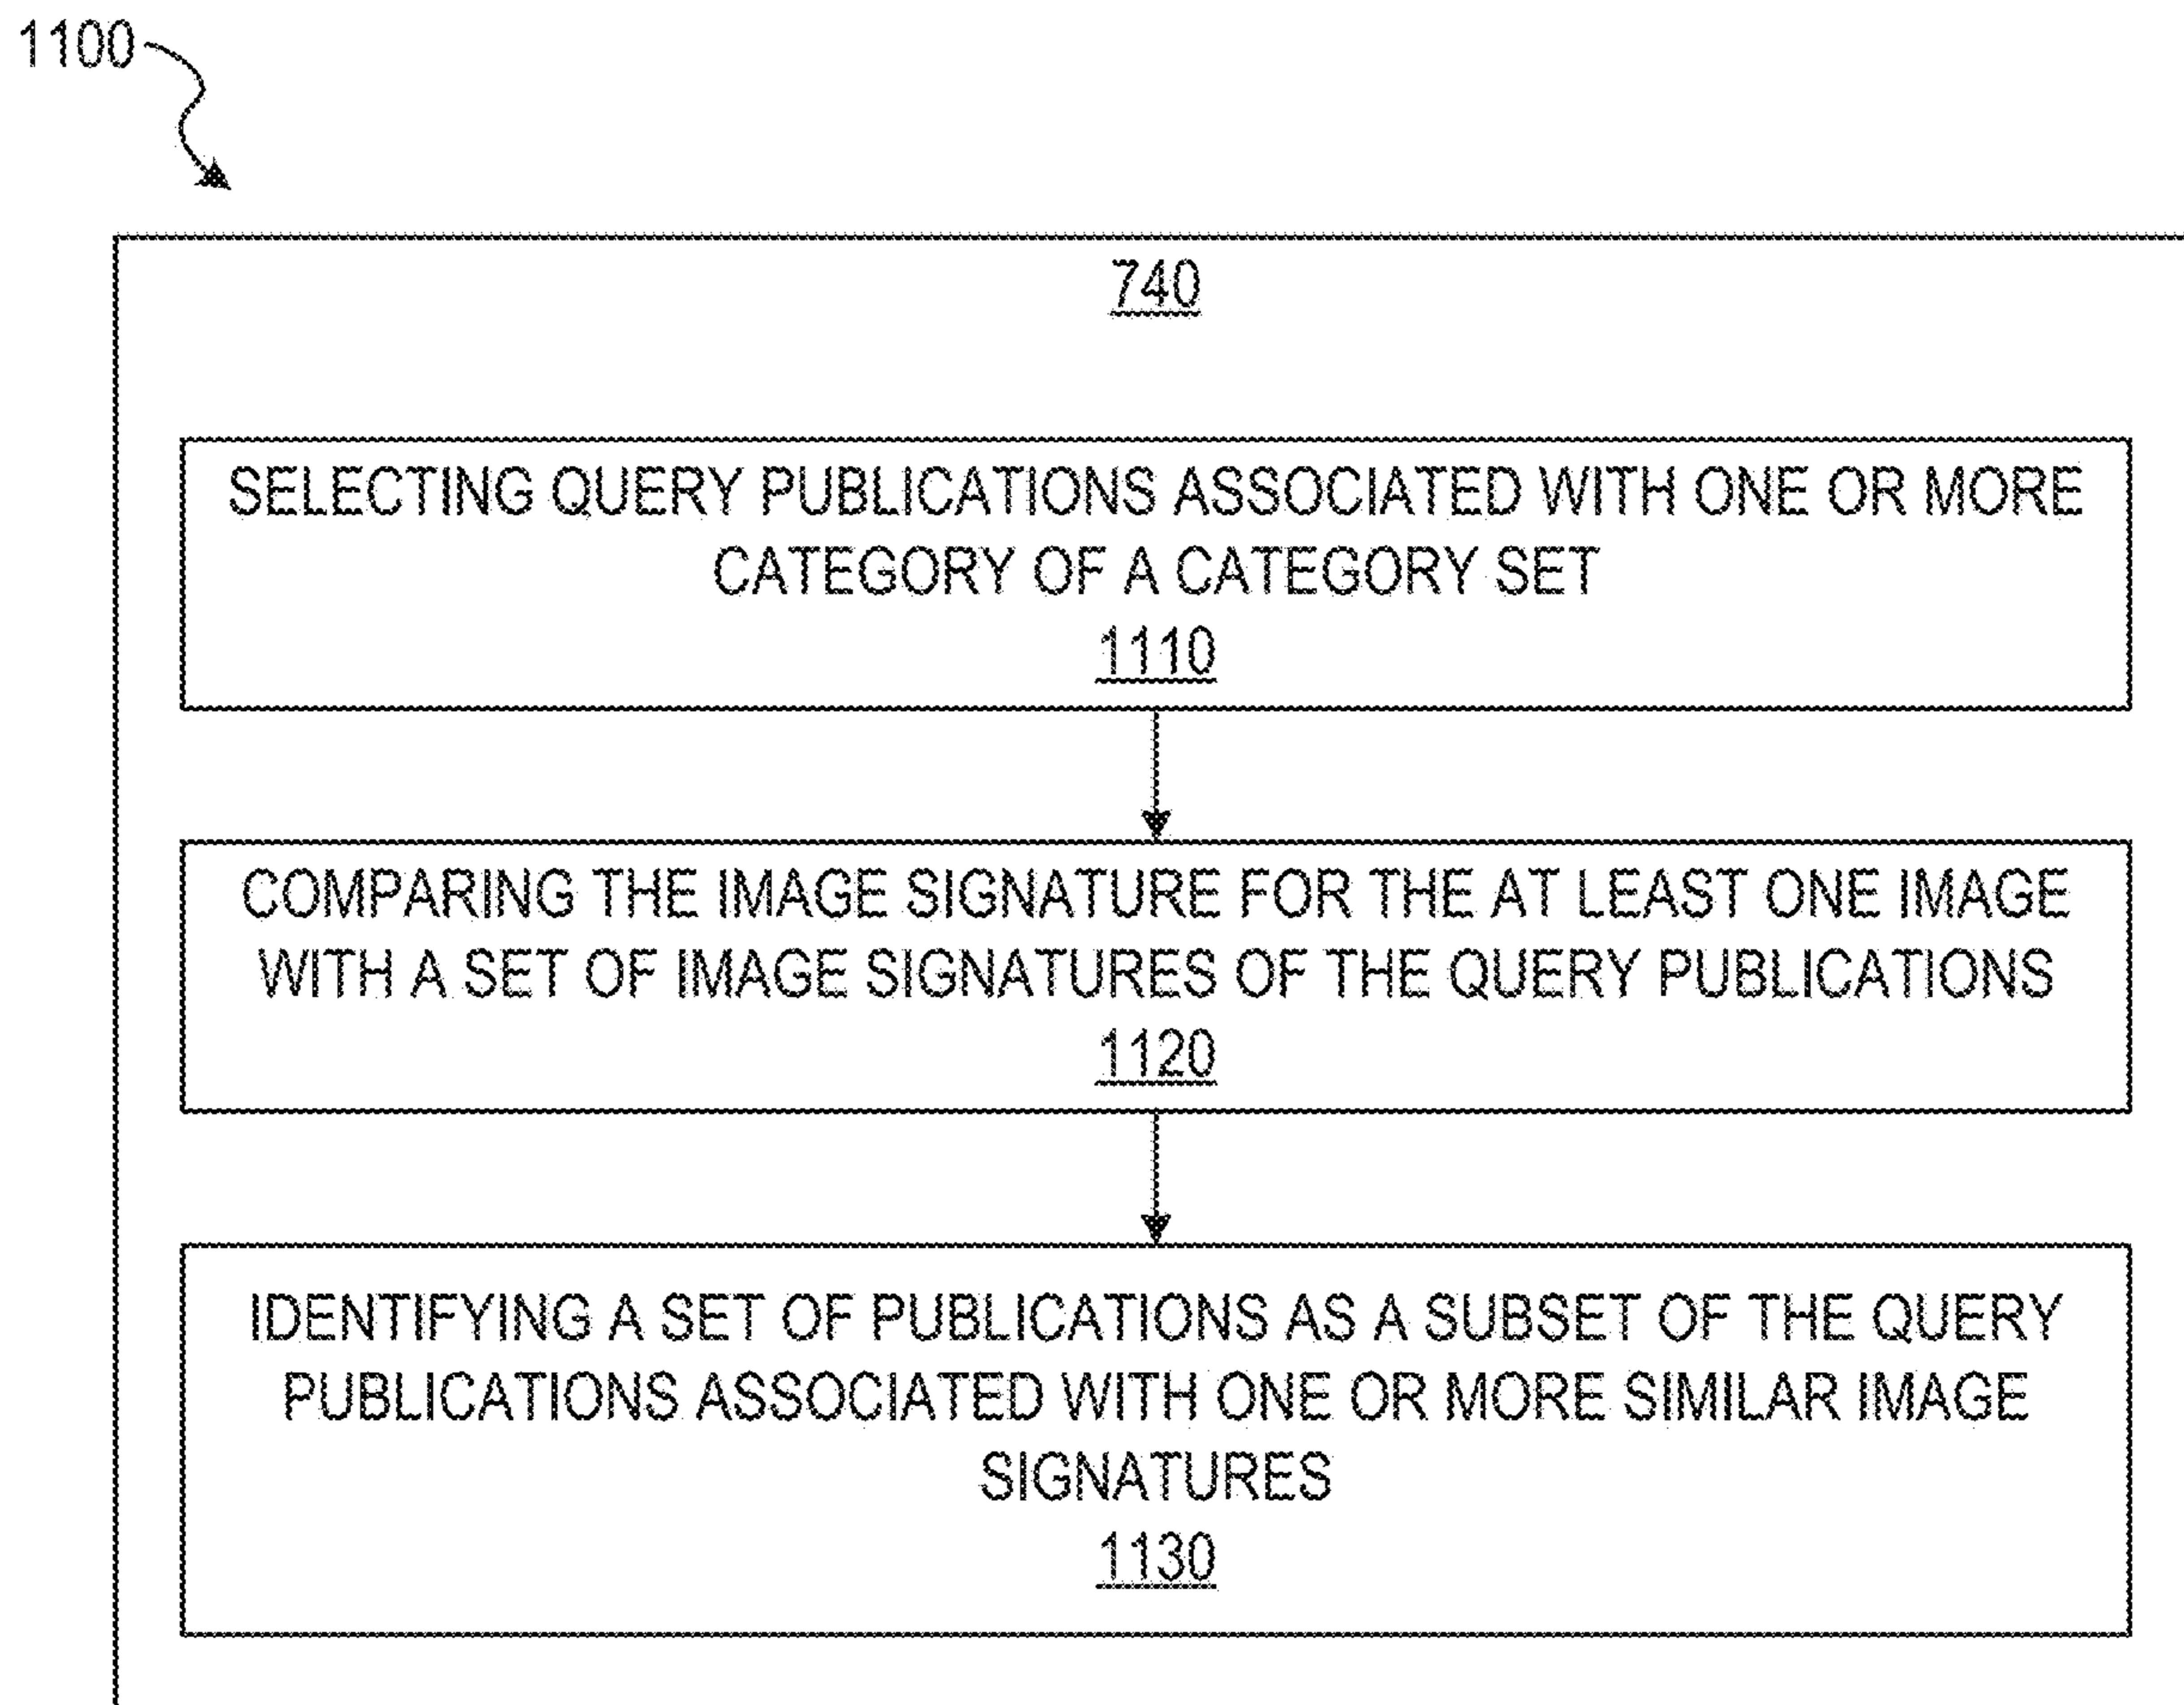 1100
740
SELECTING QUERY PUBLICATIONS ASSOCIATED WITH ONE OR MORE
CATEGORY OF A CATEGORY SET
1110
COMPARING THE IMAGE SIGNATURE FOR THE AT LEAST ONE IMAGE
WITH A SET OF IMAGE SIGNATURES OF THE QUERY PUBLICATIONS
1120
IDENTIFYING A SET OF PUBLICATIONS AS A SUBSET OF THE QUERY
PUBLICATIONS ASSOCIATED WITH ONE OR MORE SIMILAR IMAGE
SIGNATURES
1130